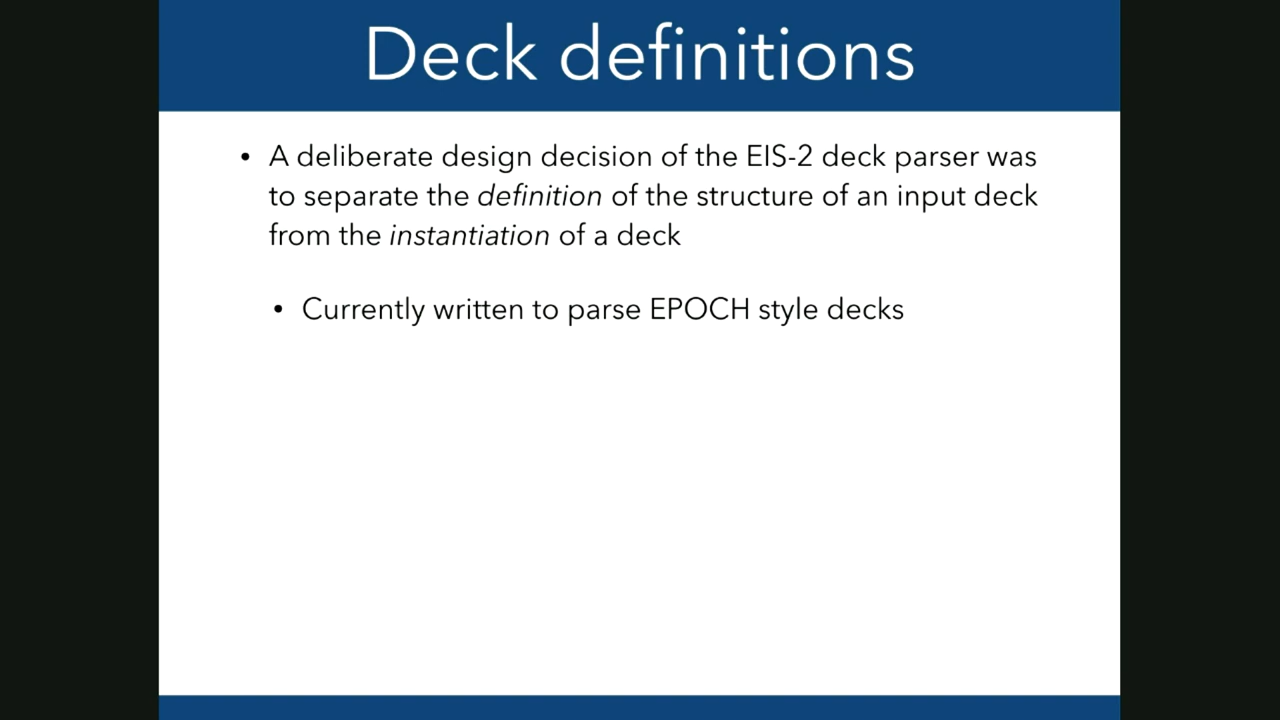 Deck definitions
• A deliberate design decision of the EIS-2 deck parser was
to separate the definition of the structure of an input deck
from the instantiation of a deck
• Currently written to parse EPOCH style decks